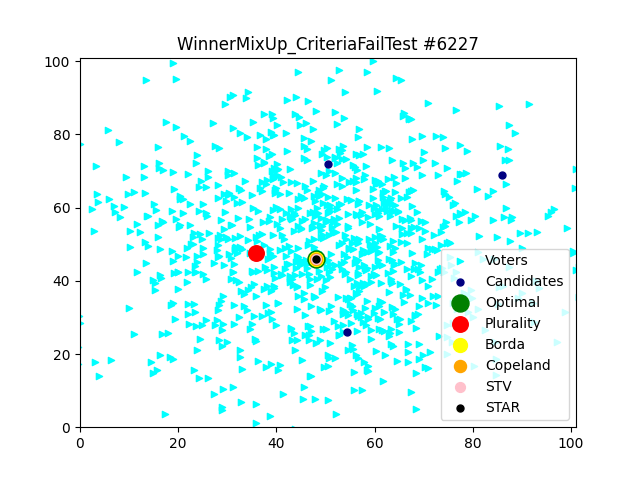 WinnerMixUp_CriteriaFailTest #6227
100
80
60
40
20
0
0
20
40
60
80
100
Voters
Candidates
Optimal
Plurality
Borda
Copeland
STV
STAR